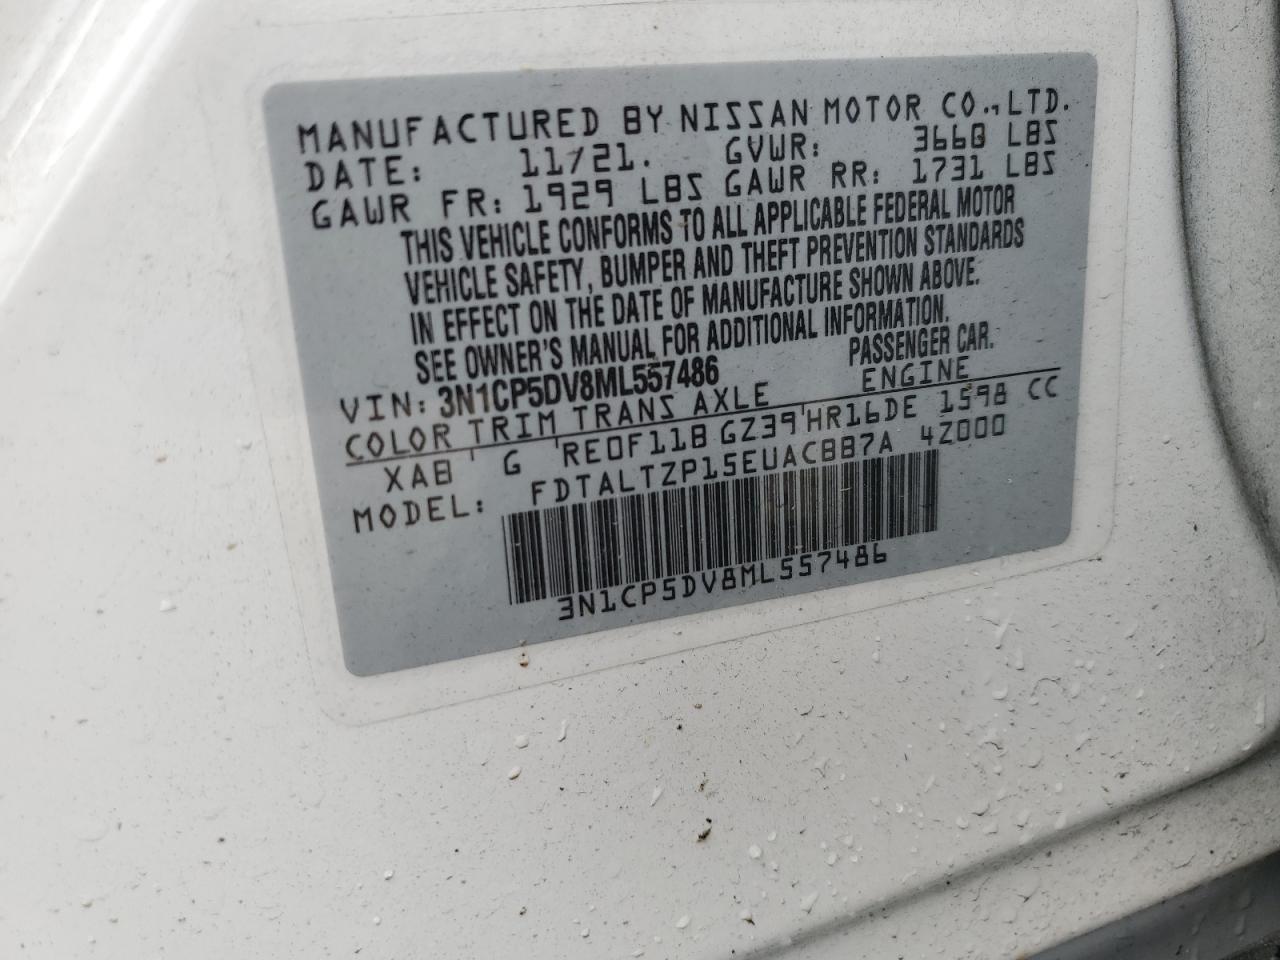 MANUFACTURED BY NISSAN MOTOR CO., LTD.
DATE: 11/21. GVWR: 3660 LBS
GAWR FR: 1929 LBS GAWR RR: 1731 LBS
THIS VEHICLE CONFORMS TO ALL APPLICABLE FEDERAL MOTOR
VEHICLE SAFETY, BUMPER AND THEFT PREVENTION STANDARDS
IN EFFECT ON THE DATE OF MANUFACTURE SHOWN ABOVE.
SEE OWNER'S MANUAL FOR ADDITIONAL INFORMATION.
VIN: 3N1CP5DV8ML557486 PASSENGER CAR.
COLOR TRIM TRANS AXLE ENGINE
XAB G RE0F11B GZ39 HR16DE 1598 CC
MODEL: FDTALTZP15EUACBB7A 4Z000
3N1CP5DV8ML557486